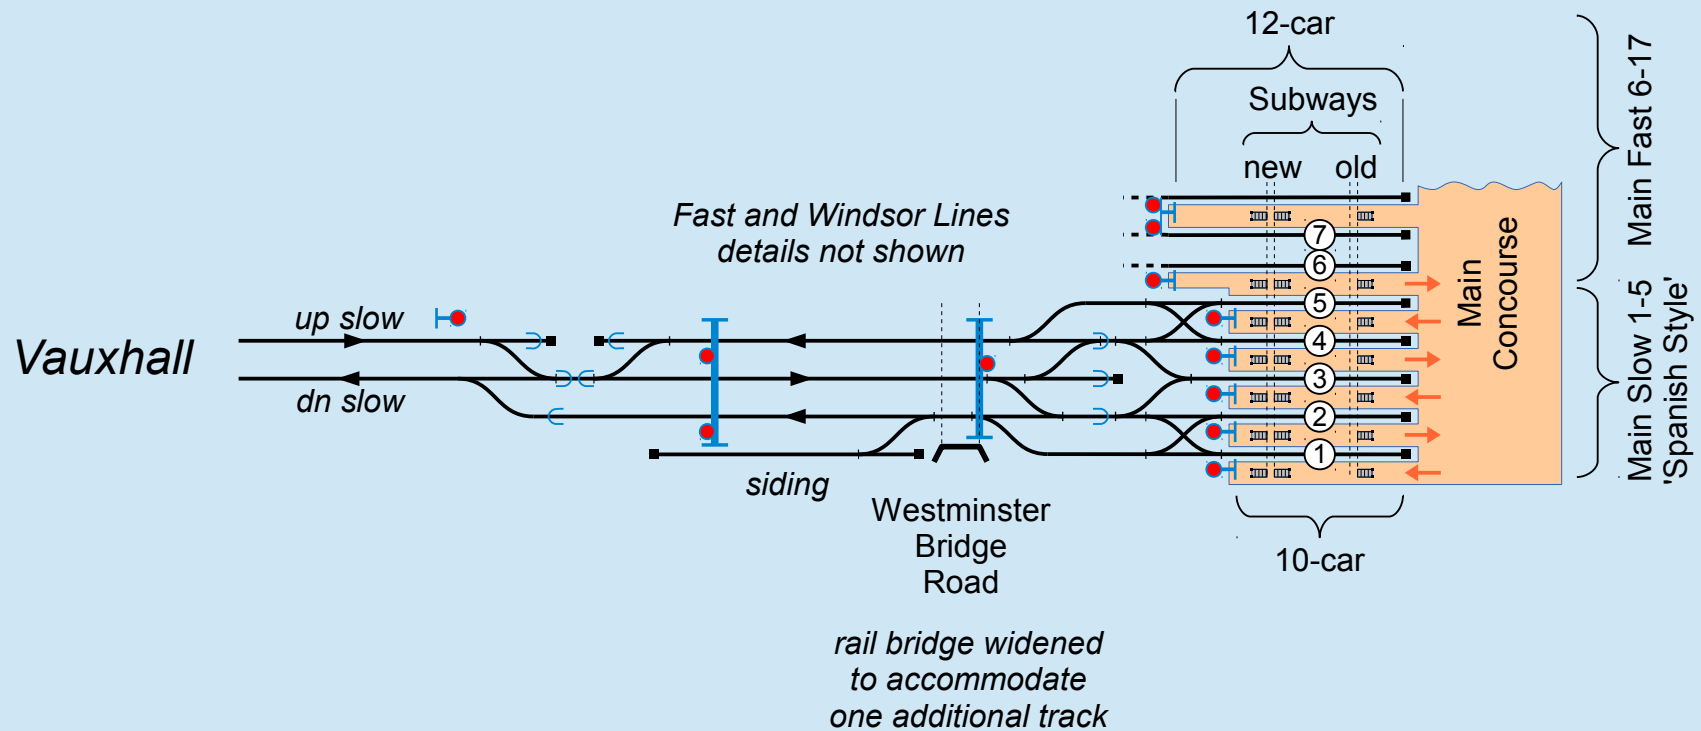 12-car
Subways
new old
Fast and Windsor Lines
details not shown
Main Fast 6-17
7
6
5
4
3
2
1
Main
Concourse
Main Slow 1-5
'Spanish Style'
up slow
Vauxhall
dn slow
siding
Westminster
Bridge
Road
10-car
rail bridge widened
to accommodate
one additional track